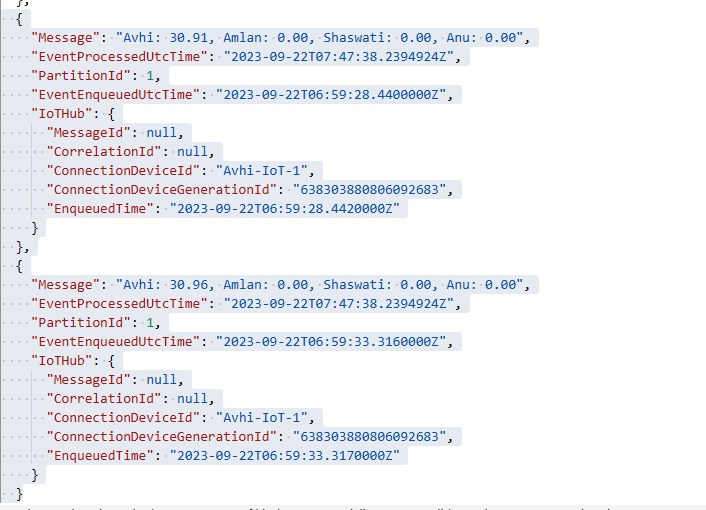 },
{
"Message": "Avhi: 30.91, Amlan: 0.00, Shaswati: 0.00, Anu: 0.00",
"EventProcessedUtcTime": "2023-09-22T07:47:38.2394924Z",
"PartitionId": 1,
"EventEnqueuedUtcTime": "2023-09-22T06:59:28.4400000Z",
"IoTHub": {
"MessageId": null,
"CorrelationId": null,
"ConnectionDeviceId": "Avhi-IoT-1",
"ConnectionDeviceGenerationId": "638303880806092683",
"EnqueuedTime": "2023-09-22T06:59:28.4420000Z"
}
},
{
"Message": "Avhi: 30.96, Amlan: 0.00, Shaswati: 0.00, Anu: 0.00",
"EventProcessedUtcTime": "2023-09-22T07:47:38.2394924Z",
"PartitionId": 1,
"EventEnqueuedUtcTime": "2023-09-22T06:59:33.3160000Z",
"IoTHub": {
"MessageId": null,
"CorrelationId": null,
"ConnectionDeviceId": "Avhi-IoT-1",
"ConnectionDeviceGenerationId": "638303880806092683",
"EnqueuedTime": "2023-09-22T06:59:33.3170000Z"
}
}